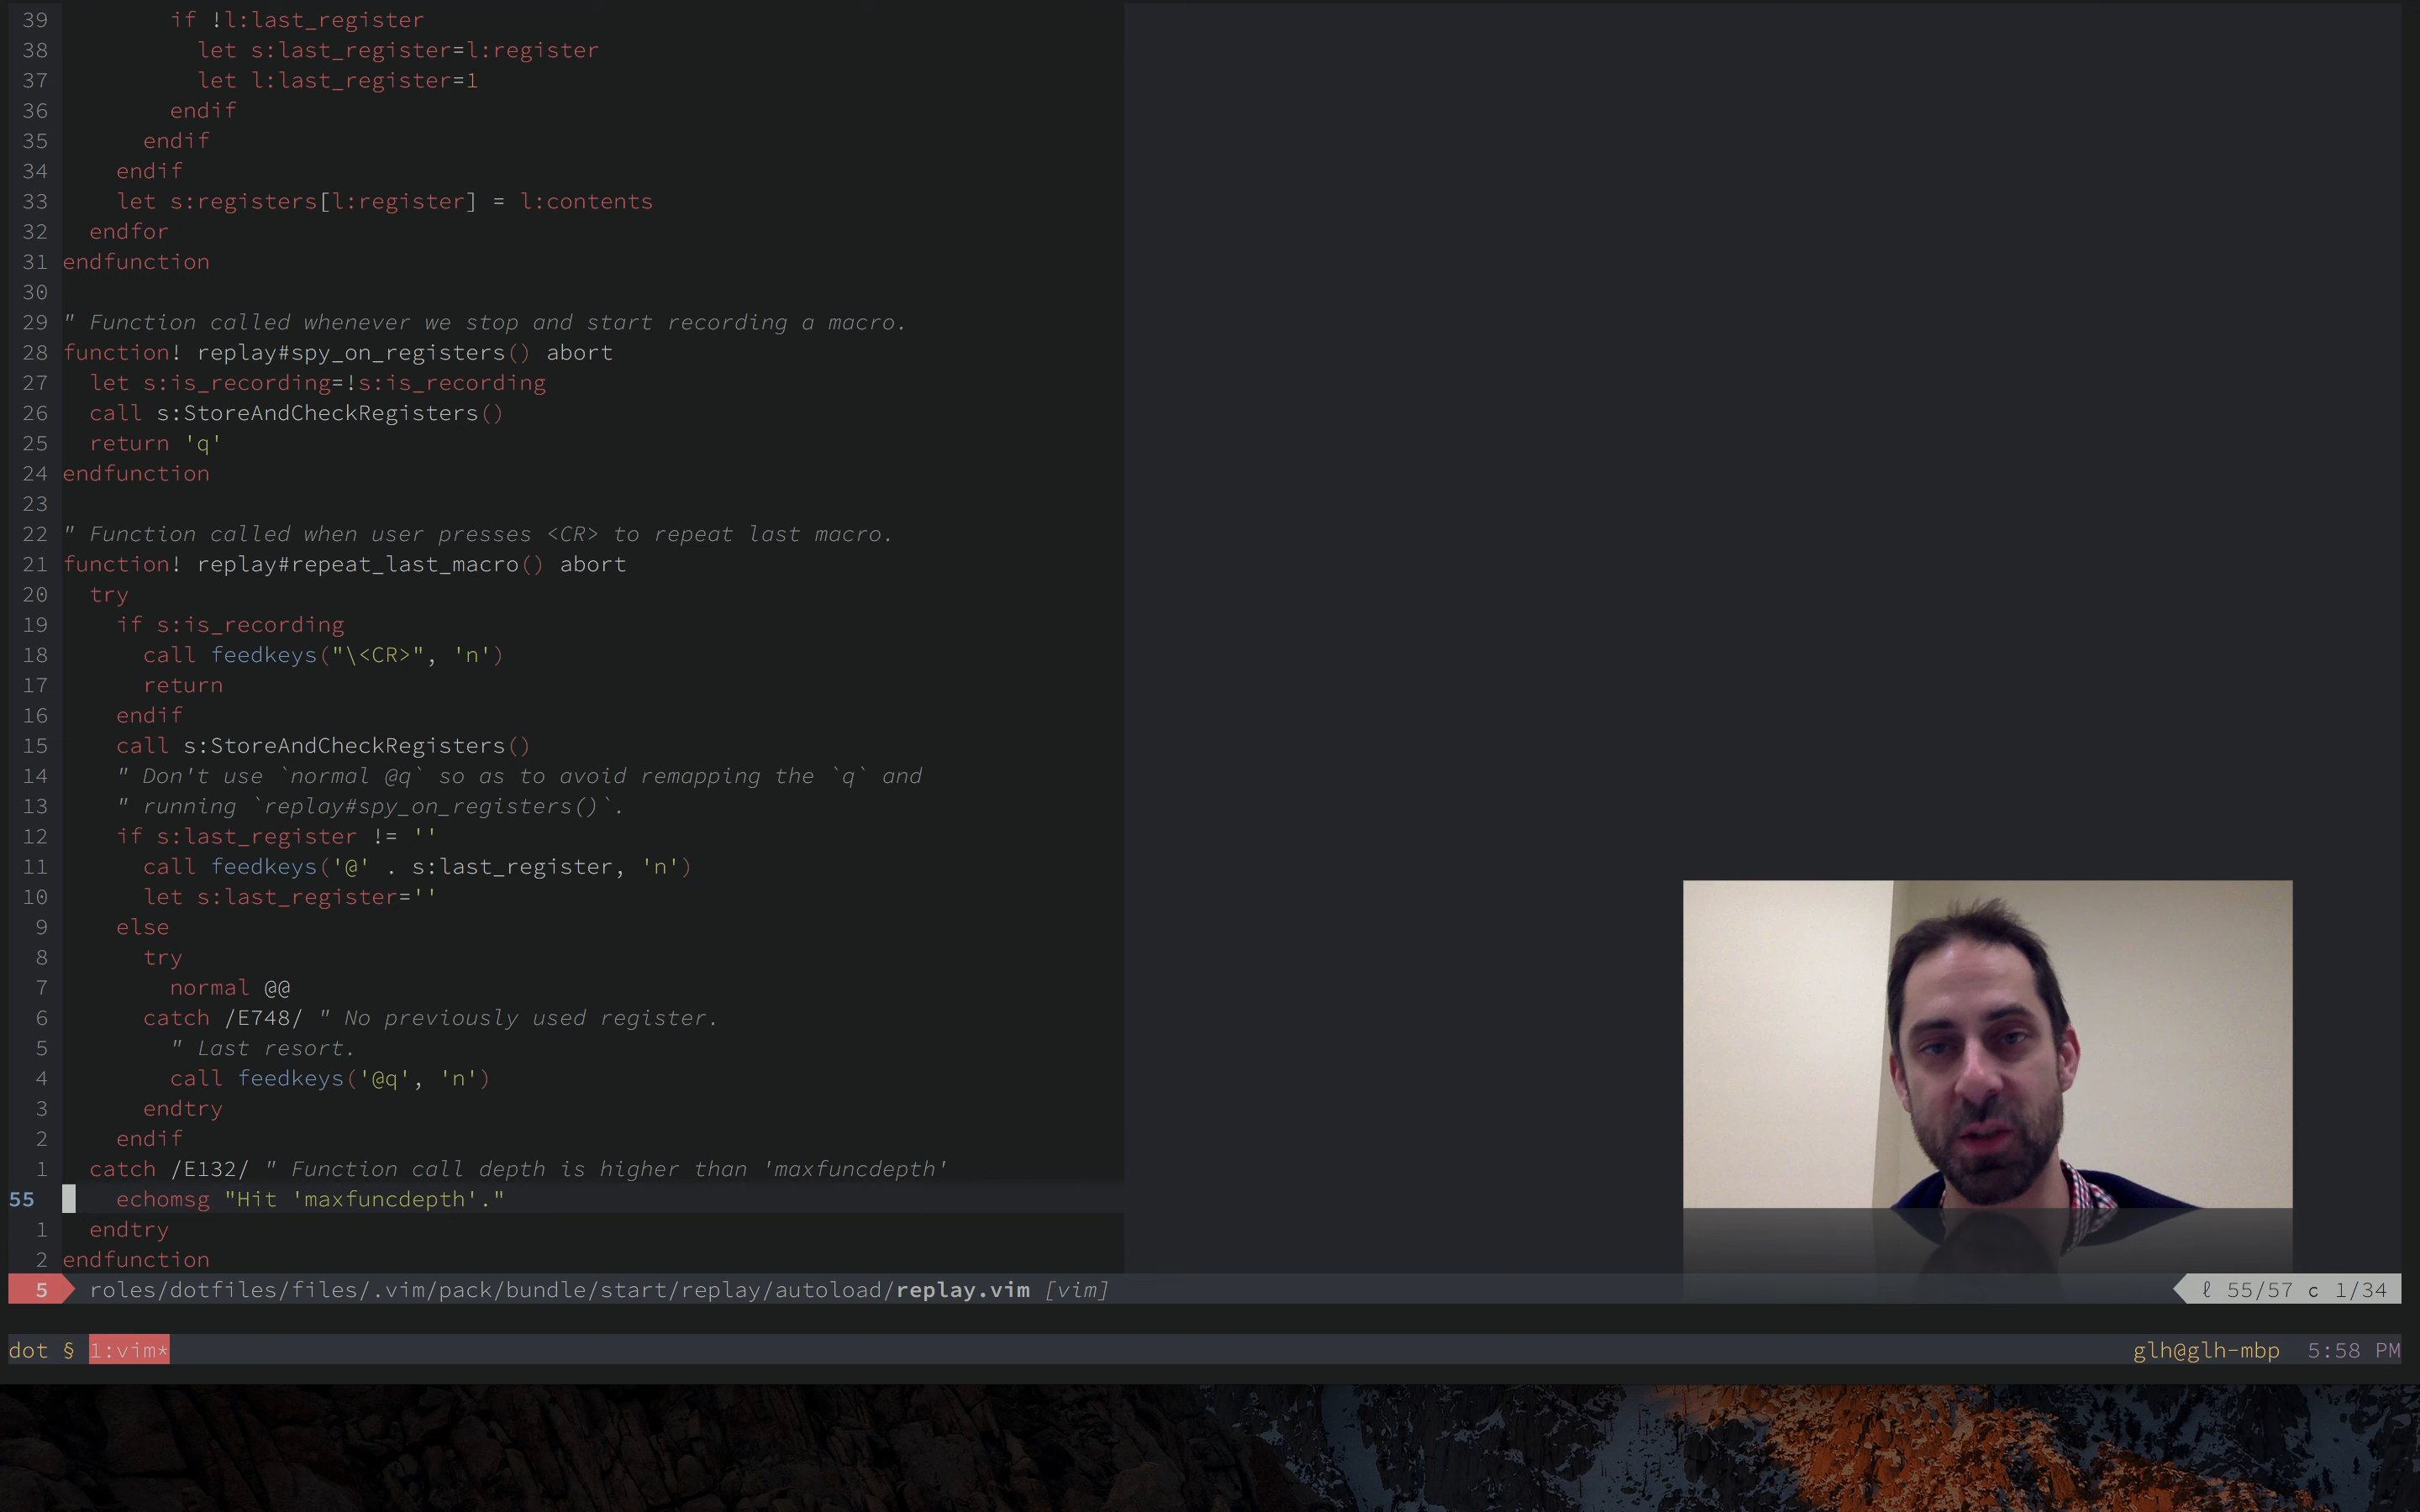 39         if !l:last_register
38           let s:last_register=l:register
37           let l:last_register=1
36         endif
35       endif
34     endif
33     let s:registers[l:register] = l:contents
32   endfor
31 endfunction
30
29 " Function called whenever we stop and start recording a macro.
28 function! replay#spy_on_registers() abort
27   let s:is_recording=!s:is_recording
26   call s:StoreAndCheckRegisters()
25   return 'q'
24 endfunction
23
22 " Function called when user presses <CR> to repeat last macro.
21 function! replay#repeat_last_macro() abort
20   try
19     if s:is_recording
18       call feedkeys("\<CR>", 'n')
17       return
16     endif
15     call s:StoreAndCheckRegisters()
14     " Don't use `normal @q` so as to avoid remapping the `q` and
13     " running `replay#spy_on_registers()`.
12     if s:last_register != ''
11       call feedkeys('@' . s:last_register, 'n')
10       let s:last_register=''
9     else
8       try
7         normal @@
6       catch /E748/ " No previously used register.
5         " Last resort.
4         call feedkeys('@q', 'n')
3       endtry
2     endif
1   catch /E132/ " Function call depth is higher than 'maxfuncdepth'
55     echomsg "Hit 'maxfuncdepth'."
1   endtry
2 endfunction
5 roles/dotfiles/files/.vim/pack/bundle/start/replay/autoload/replay.vim [vim] ℓ 55/57 c 1/34
dot § 1:vim* glh@glh-mbp 5:58 PM